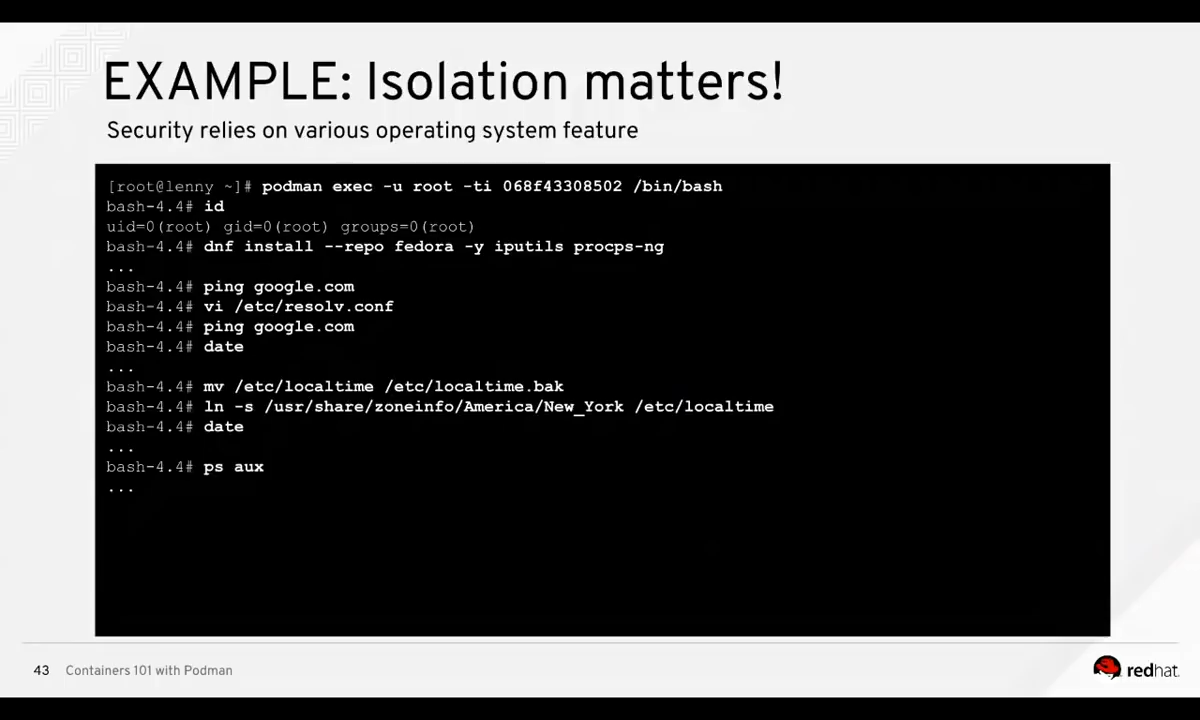 EXAMPLE: Isolation matters!
Security relies on various operating system feature
[root@lenny ~]# podman exec -u root -ti 068f43308502 /bin/bash
bash-4.4# id
uid=0(root) gid=0(root) groups=0(root)
bash-4.4# dnf install --repo fedora -y iputils procps-ng
...
bash-4.4# ping google.com
bash-4.4# vi /etc/resolv.conf
bash-4.4# ping google.com
bash-4.4# date
...
bash-4.4# mv /etc/localtime /etc/localtime.bak
bash-4.4# ln -s /usr/share/zoneinfo/America/New_York /etc/localtime
bash-4.4# date
...
bash-4.4# ps aux
...
43 Containers 101 with Podman
redhat.